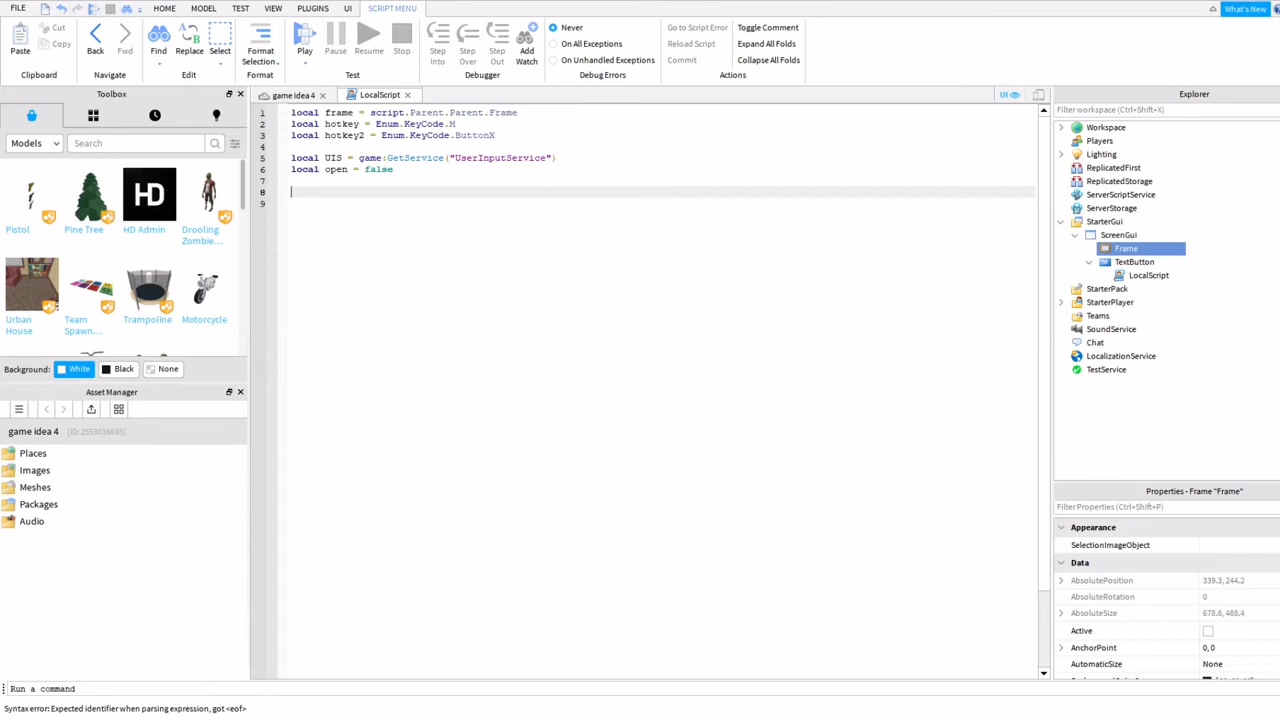 FILE HOME MODEL TEST VIEW PLUGINS UI SCRIPT MENU What's New
Paste Cut Copy Back Fwd Find Replace Select Format Selection... Play Pause Resume Stop Step Into Step Over Step Out Add Watch
Never
On All Exceptions
On Unhandled Exceptions
Go to Script Error
Reload Script
Commit
Toggle Comment
Expand All Folds
Collapse All Folds
Clipboard Navigate Edit Format Test Debugger Debug Errors Actions
Toolbox
Models Search
HD
Pistol Pine Tree HD Admin Drooling Zombie...
Urban House Team Spawn... Trampoline Motorcycle
Background: White Black None
Asset Manager
game idea 4 [ID: 2553016693]
Places
Images
Meshes
Packages
Audio
game idea 4 LocalScript UI
1 local frame = script.Parent.Parent.Frame
2 local hotkey = Enum.KeyCode.M
3 local hotkey2 = Enum.KeyCode.ButtonX
4
5 local UIS = game:GetService("UserInputService")
6 local open = false
7
8
9
Explorer
Filter workspace (Ctrl+Shift+X)
Workspace
Players
Lighting
ReplicatedFirst
ReplicatedStorage
ServerScriptService
ServerStorage
StarterGui
ScreenGui
Frame
TextButton
LocalScript
StarterPack
StarterPlayer
Teams
SoundService
Chat
LocalizationService
TestService
Properties - Frame "Frame"
Filter Properties (Ctrl+Shift+P)
Appearance
SelectionImageObject
Data
AbsolutePosition 339.3, 244.2
AbsoluteRotation 0
AbsoluteSize 678.6, 488.4
Active
AnchorPoint 0, 0
AutomaticSize None
Run a command
Syntax error: Expected identifier when parsing expression, got <eof>